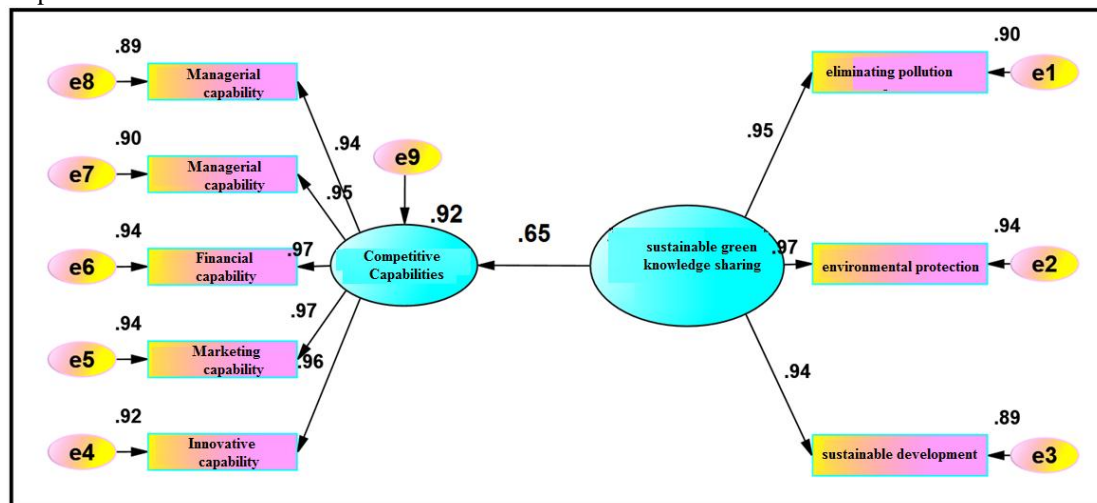 .89
e8
Managerial
capability
.94
.90
e7
Managerial
capability
.95
.94
e6
Financial
capability
.97
.94
e5
Marketing
capability
.97
.92
e4
Innovative
capability
.96
e9
.92
Competitive
Capabilities
.65
sustainable green
knowledge sharing
.95
.90
eliminating pollution
e1
.97
.94
environmental protection
e2
.94
.89
sustainable development
e3